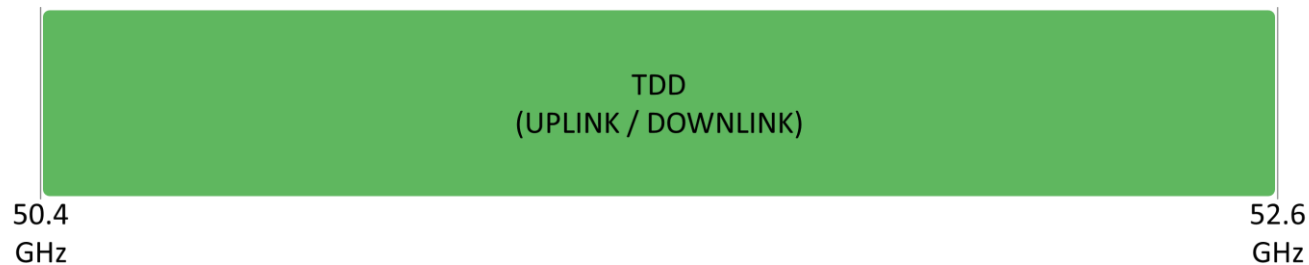 TDD
(UPLINK / DOWNLINK)
50.4
GHz
52.6
GHz